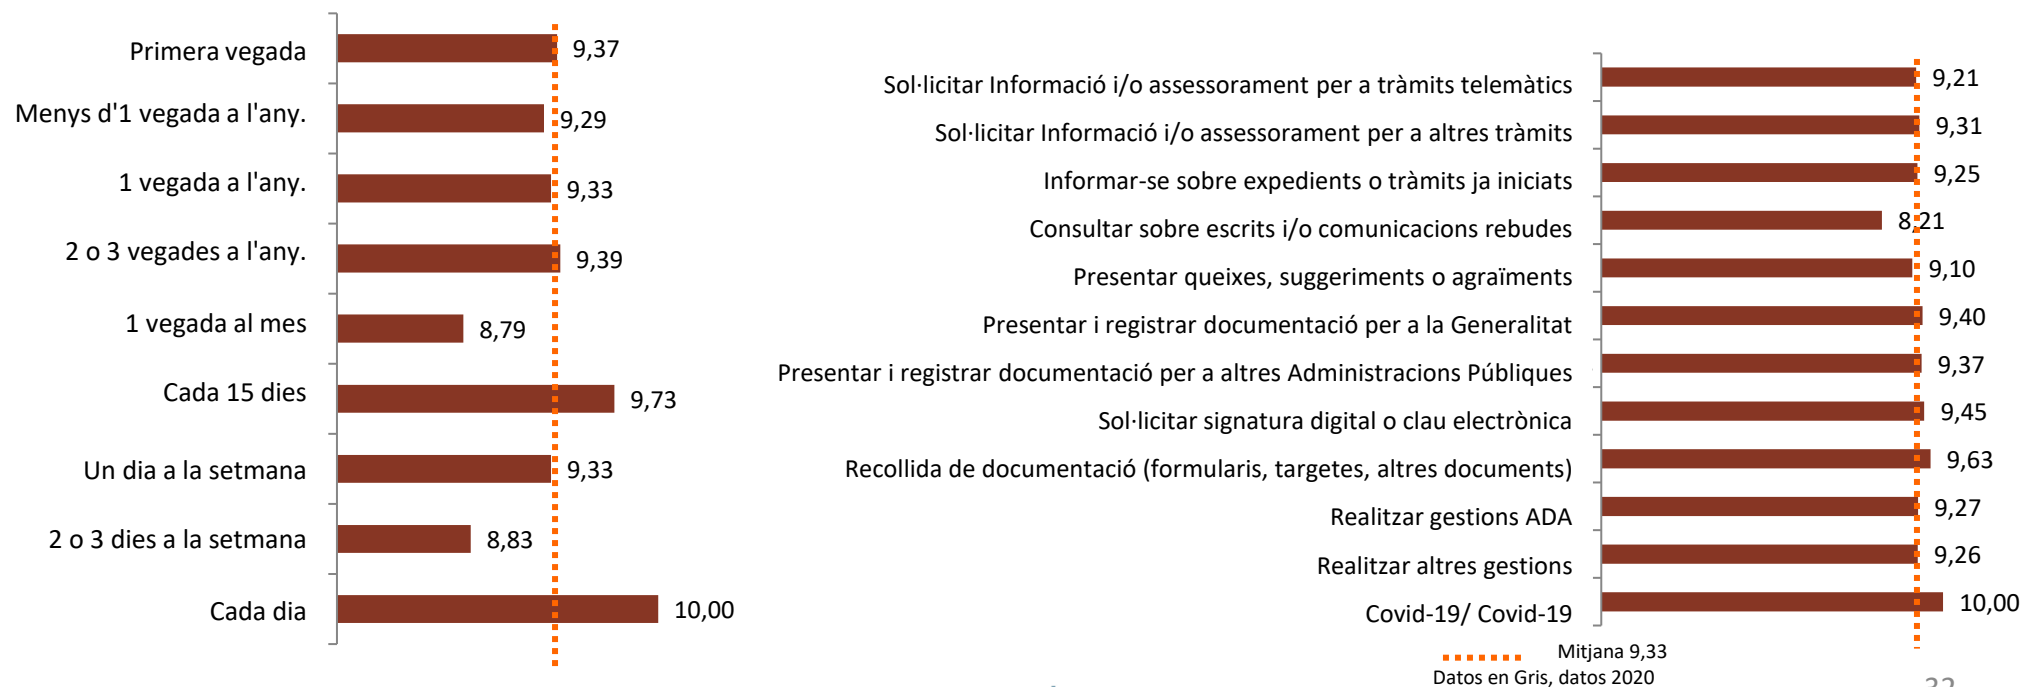 Primera vegada 9,37
Menys d'1 vegada a l'any. 9,29
1 vegada a l'any. 9,33
2 o 3 vegades a l'any. 9,39
1 vegada al mes 8,79
Cada 15 dies 9,73
Un dia a la setmana 9,33
2 o 3 dies a la setmana 8,83
Cada dia 10,00
Sol·licitar Informació i/o assessorament per a tràmits telemàtics 9,21
Sol·licitar Informació i/o assessorament per a altres tràmits 9,31
Informar-se sobre expedients o tràmits ja iniciats 9,25
Consultar sobre escrits i/o comunicacions rebudes 8,21
Presentar queixes, suggeriments o agraïments 9,10
Presentar i registrar documentació per a la Generalitat 9,40
Presentar i registrar documentació per a altres Administracions Públiques 9,37
Sol·licitar signatura digital o clau electrònica 9,45
Recollida de documentació (formularis, targetes, altres documents) 9,63
Realitzar gestions ADA 9,27
Realitzar altres gestions 9,26
Covid-19/ Covid-19 10,00
Mitjana 9,33
Datos en Gris, datos 2020